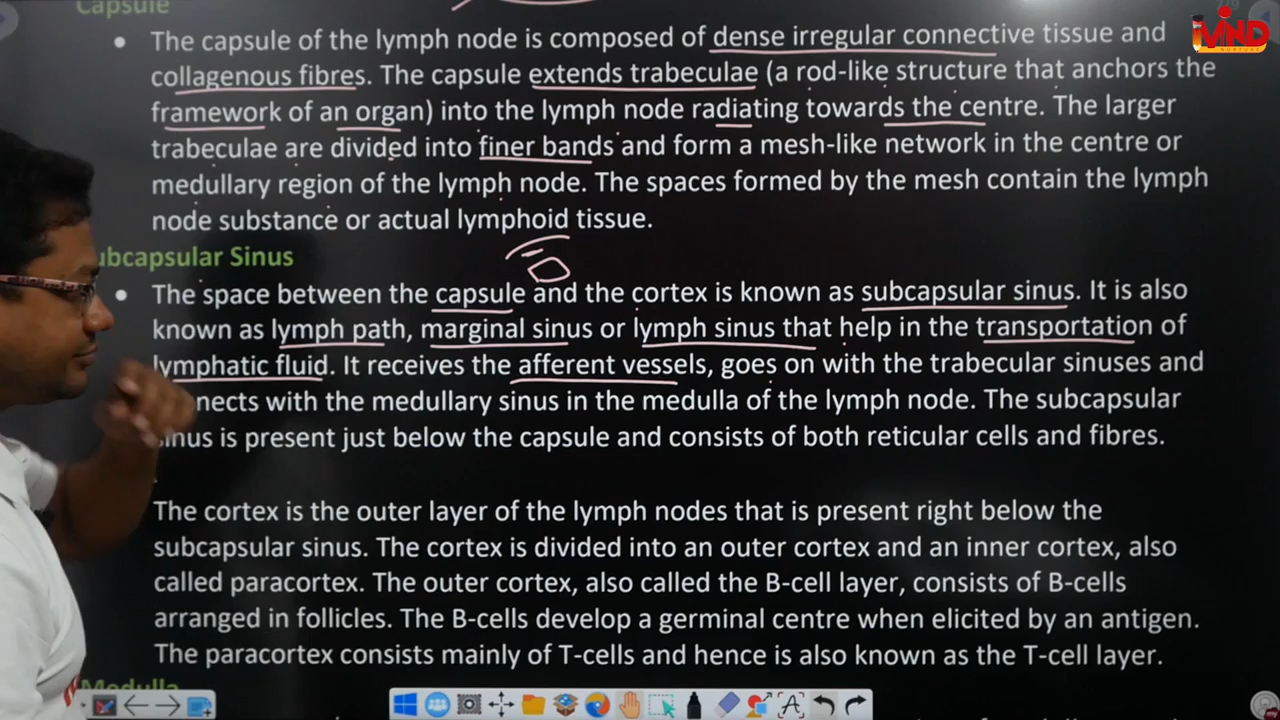 Capsule
MIND
The capsule of the lymph node is composed of dense irregular connective tissue and
collagenous fibres. The capsule extends trabeculae (a rod-like structure that anchors the
framework of an organ) into the lymph node radiating towards the centre. The larger
trabeculae are divided into finer bands and form a mesh-like network in the centre or
medullary region of the lymph node. The spaces formed by the mesh contain the lymph
node substance or actual lymphoid tissue.
ubcapsular Sinus
The space between the capsule and the cortex is known as subcapsular sinus. It is also
known as lymph path, marginal sinus or lymph sinus that help in the transportation of
lymphatic fluid. It receives the afferent vessels, goes on with the trabecular sinuses and
nects with the medullary sinus in the medulla of the lymph node. The subcapsular
sinus is present just below the capsule and consists of both reticular cells and fibres.
The cortex is the outer layer of the lymph nodes that is present right below the
subcapsular sinus. The cortex is divided into an outer cortex and an inner cortex, also
called paracortex. The outer cortex, also called the B-cell layer, consists of B-cells
arranged in follicles. The B-cells develop a germinal centre when elicited by an antigen.
The paracortex consists mainly of T-cells and hence is also known as the T-cell layer.
Medulla